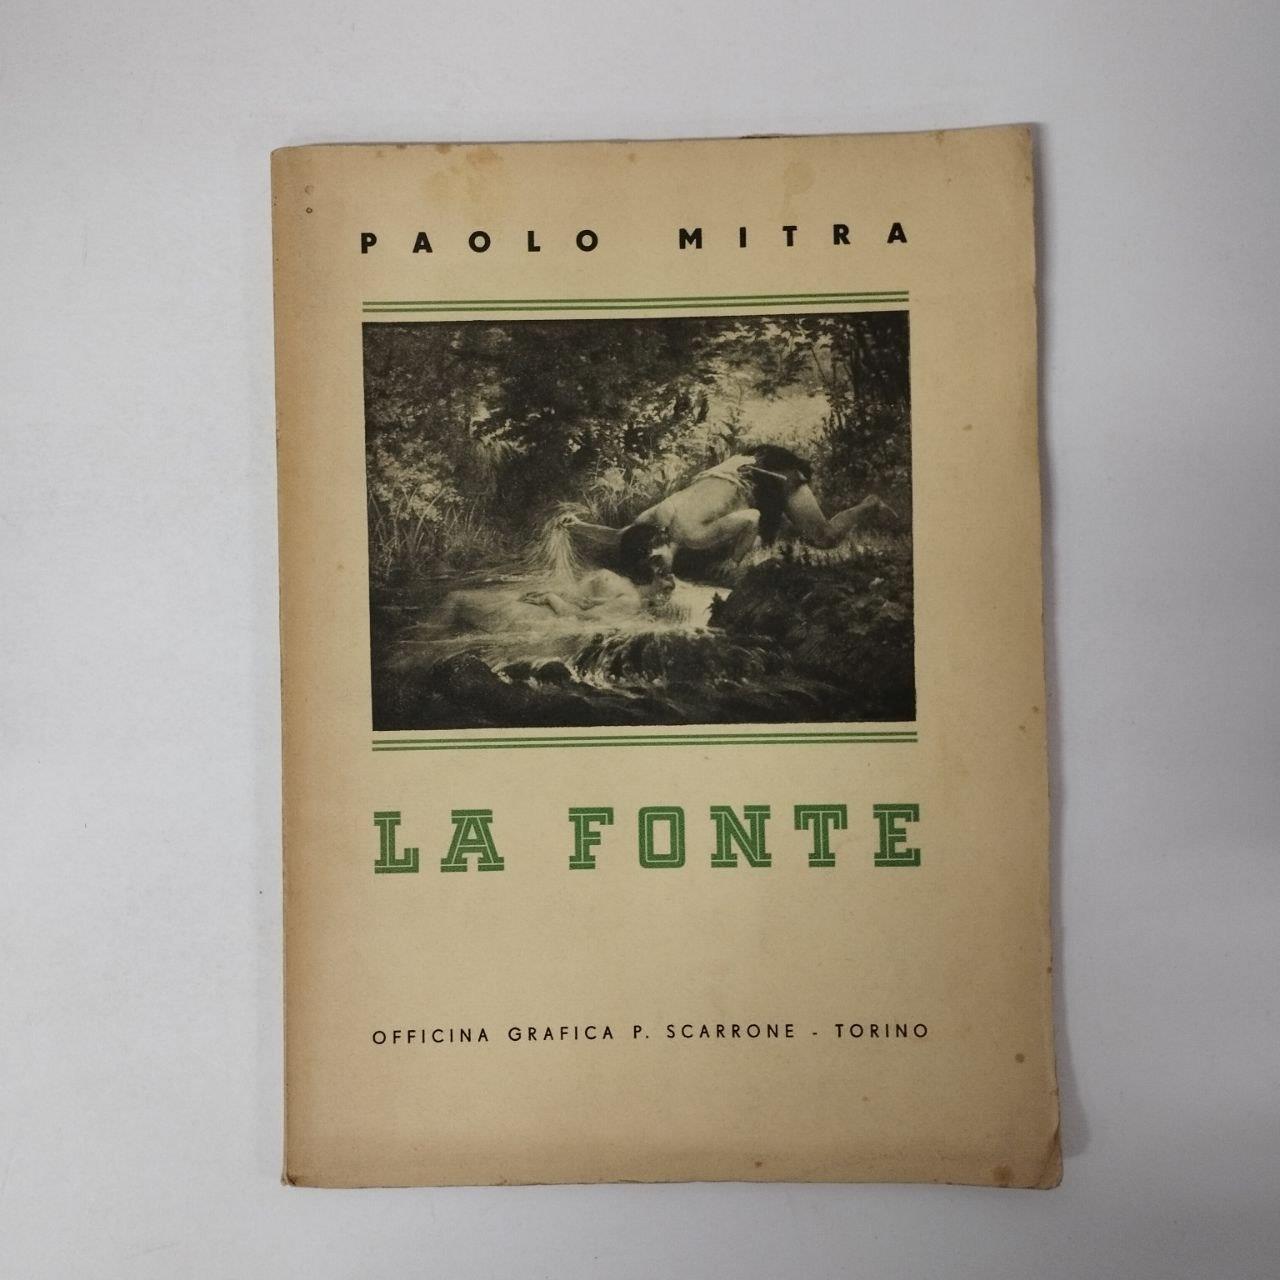 PAOLO MITRA
LA FONTE
OFFICINA GRAFICA P. SCARRONE - TORINO